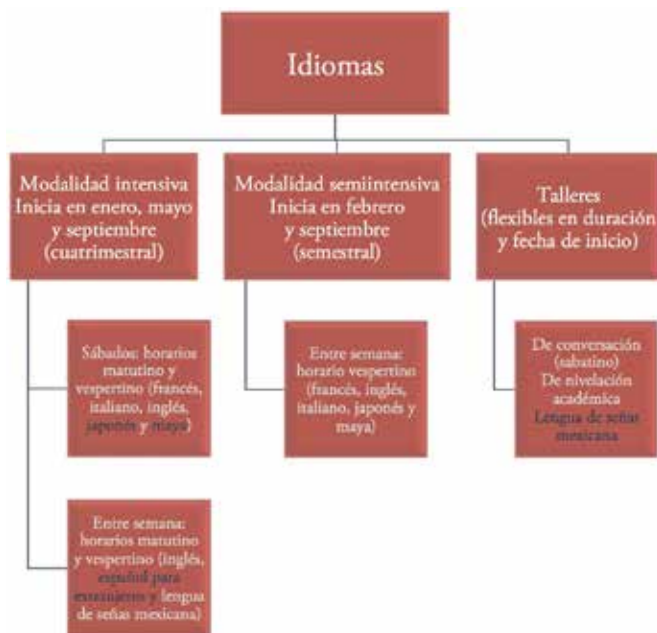 Idiomas
Modalidad intensiva
Inicia en enero, mayo
y septiembre
(cuatrimestral)
Modalidad semiintensiva
Inicia en febrero
y septiembre
(semestral)
Talleres
(flexibles en duración
y fecha de inicio)
Sábados: horarios
matutino y
vespertino (francés,
italiano, inglés,
japonés y maya)
Entre semana:
horario vespertino
(francés, inglés,
italiano, japonés y
maya)
De conversación
(sabatino)
De nivelación
académica
Lengua de señas
mexicana
Entre semana:
horarios matutino
y vespertino (inglés,
español para
extranjeros y lengua
de señas mexicana)